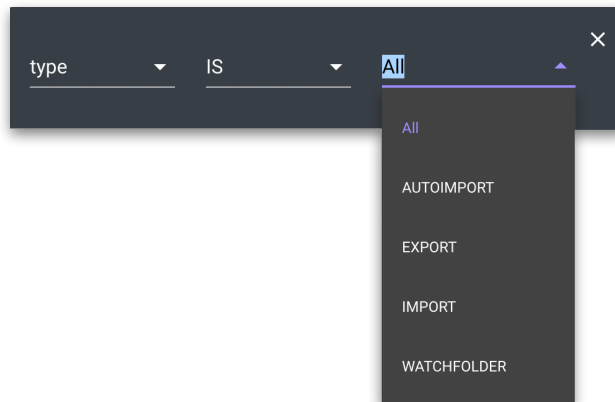 type IS All
All
AUTOIMPORT
EXPORT
IMPORT
WATCHFOLDER